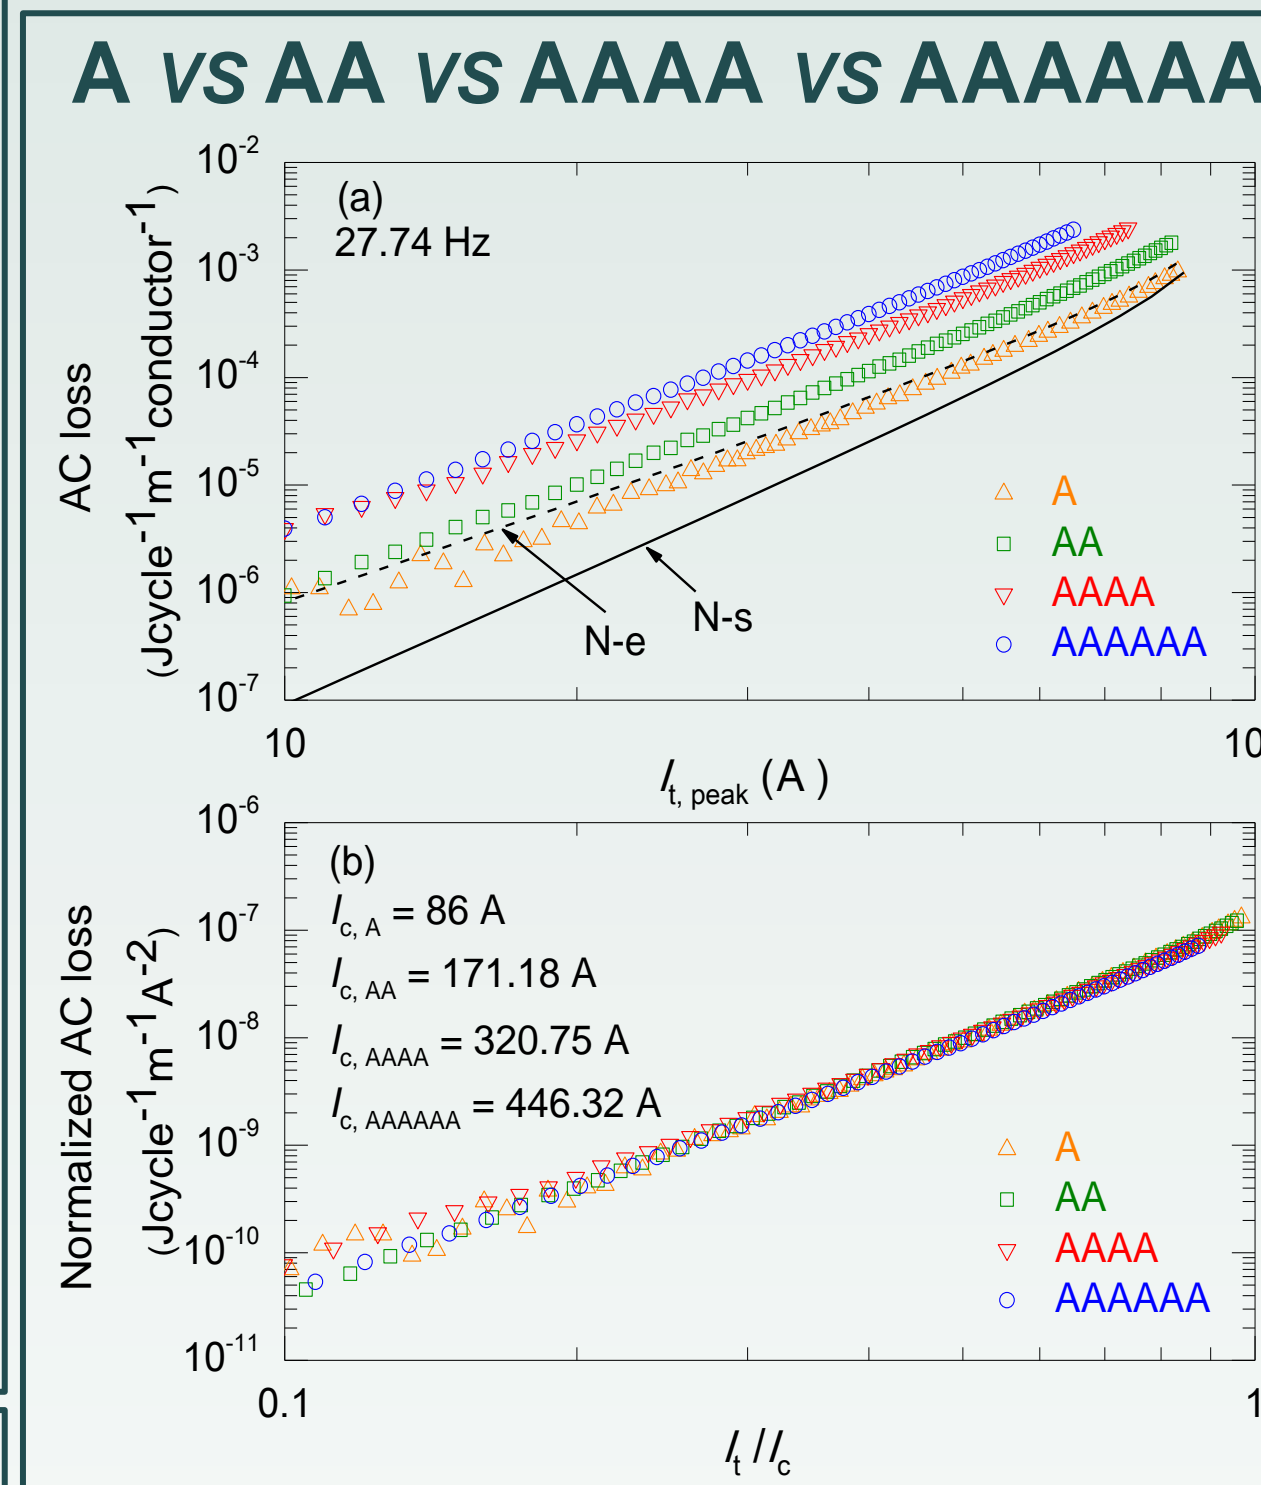 A VS AA VS AAAA VS AAAAAA
(a)
27.74 Hz
10-2
10-3
10-4
10-5
10-6
10-7
AC loss
(Jcycle-1m-1conductor-1)
A
AA
AAAA
AAAAAA
N-e
N-s
10
10
It, peak (A )
(b)
Ic, A = 86 A
Ic, AA = 171.18 A
Ic, AAAA = 320.75 A
Ic, AAAAAA = 446.32 A
10-6
10-7
10-8
10-9
10-10
10-11
Normalized AC loss
(Jcycle-1m-1A-2)
A
AA
AAAA
AAAAAA
0.1
1
It /Ic